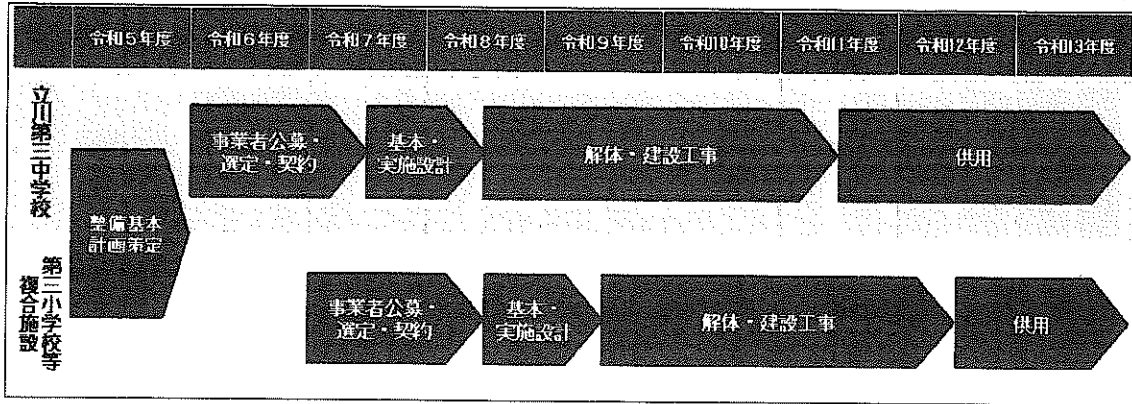 令和5年度 令和6年度 令和7年度 令和8年度 令和9年度 令和10年度 令和11年度 令和12年度 令和13年度
立川第三中学校
整備基本
計画策定
事業者公募・
選定・契約
基本・
実施設計
解体・建設工事
供用
第三小学校等
複合施設
事業者公募・
選定・契約
基本・
実施設計
解体・建設工事
供用